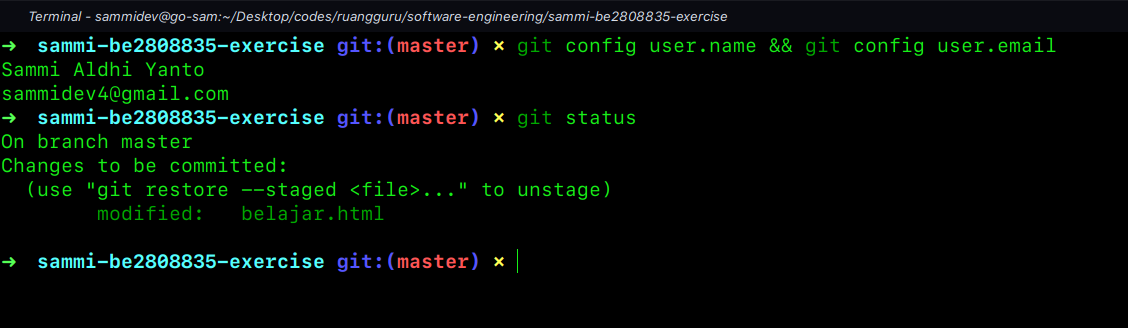 Terminal - sammidev@go-sam:~/Desktop/codes/ruangguru/software-engineering/sammi-be2808835-exercise
➜  sammi-be2808835-exercise git:(master) × git config user.name && git config user.email
Sammi Aldhi Yanto
sammidev4@gmail.com
➜  sammi-be2808835-exercise git:(master) × git status
On branch master
Changes to be committed:
  (use "git restore --staged <file>..." to unstage)
        modified:   belajar.html
➜  sammi-be2808835-exercise git:(master) ×